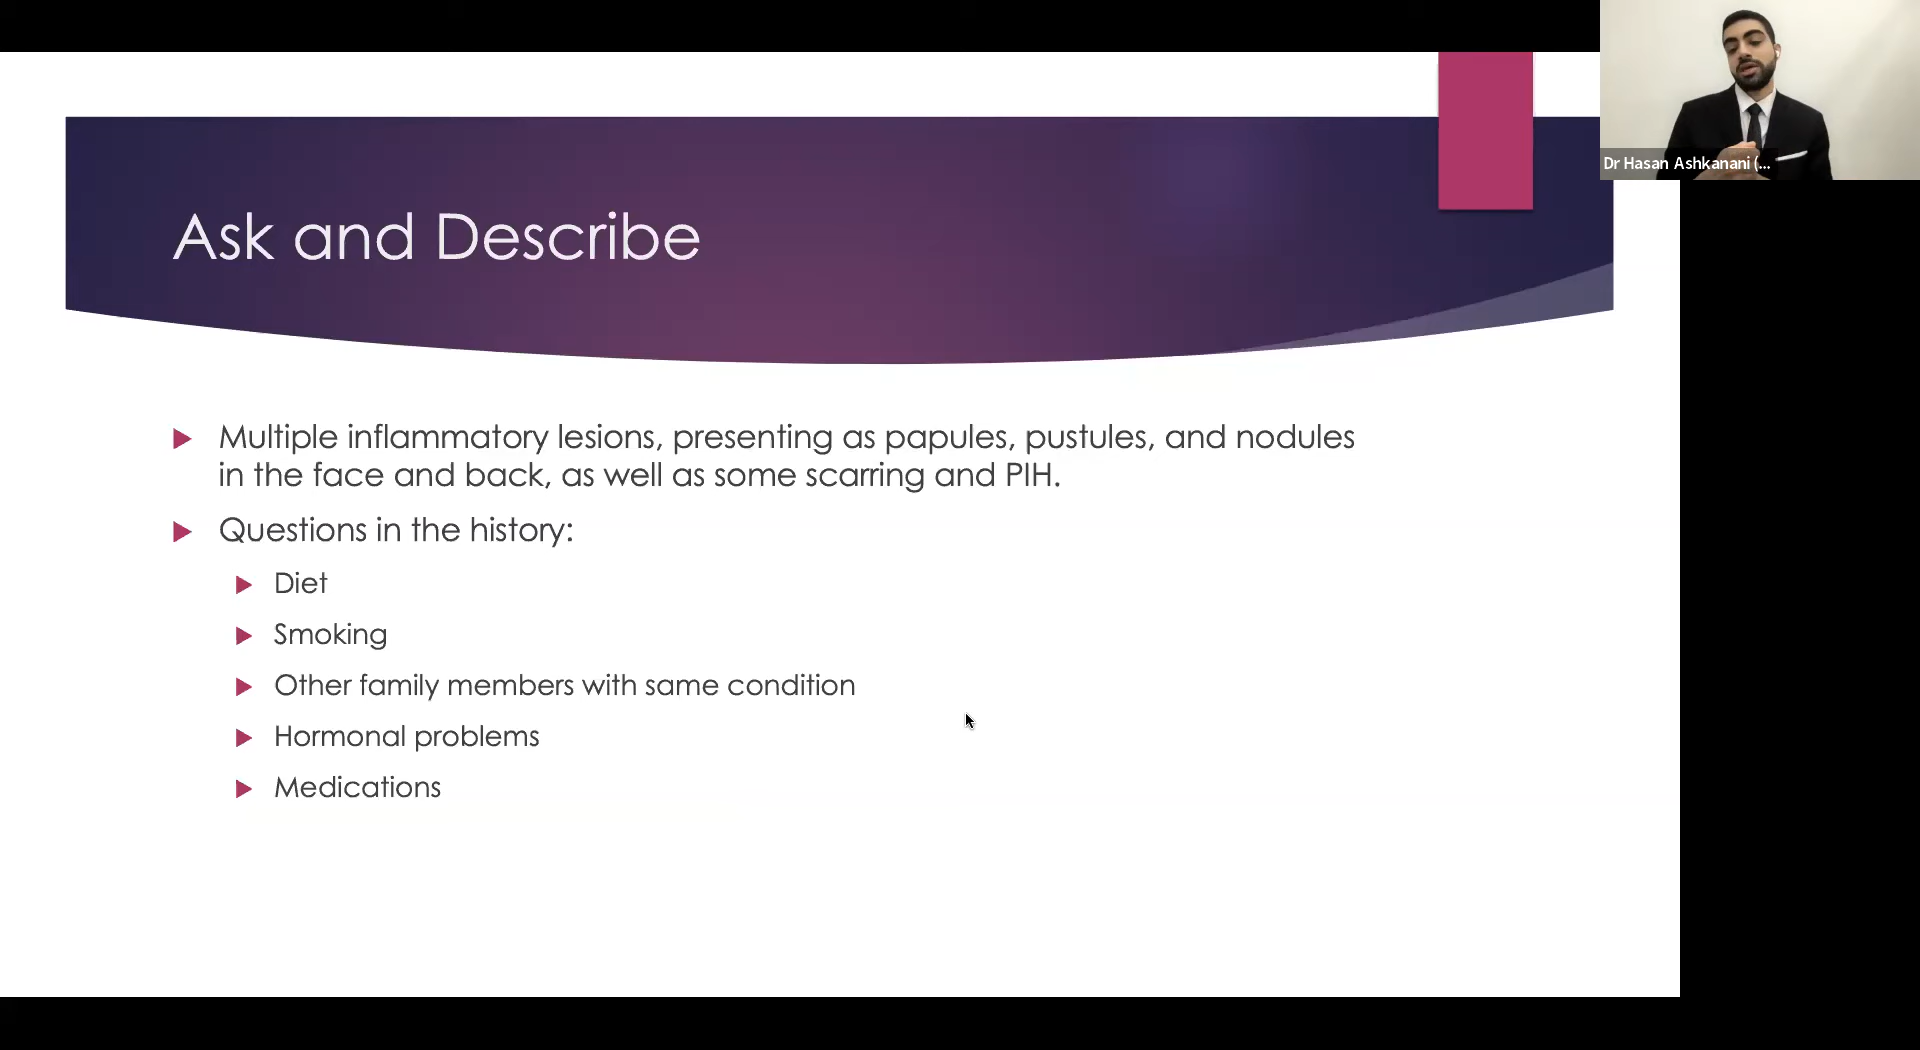 Ask and Describe
Multiple inflammatory lesions, presenting as papules, pustules, and nodules
in the face and back, as well as some scarring and PIH.
Questions in the history:
Diet
Smoking
Other family members with same condition
Hormonal problems
Medications
Dr Hasan Ashkanani (...